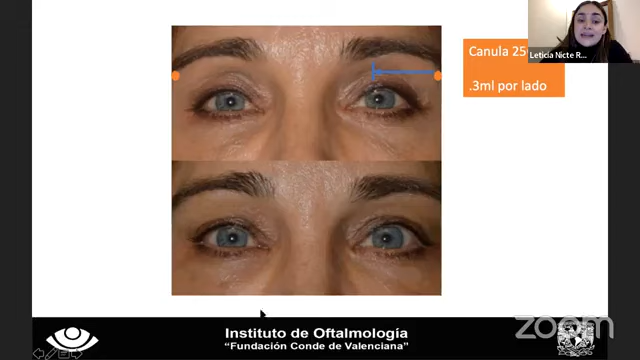 Canula 25
.3ml por lado
Leticia Nicte R...
Instituto de Oftalmología
“Fundación Conde de Valenciana”
zoom